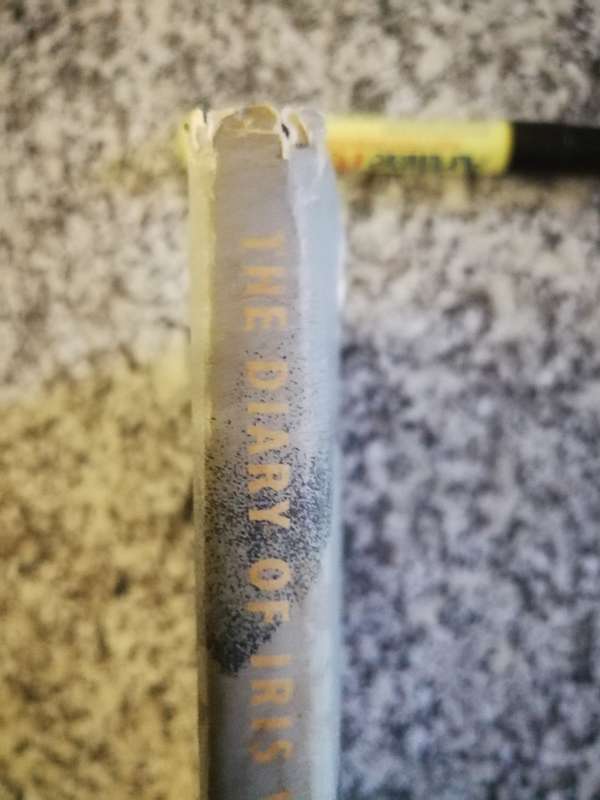 THE DIARY OF IRIS